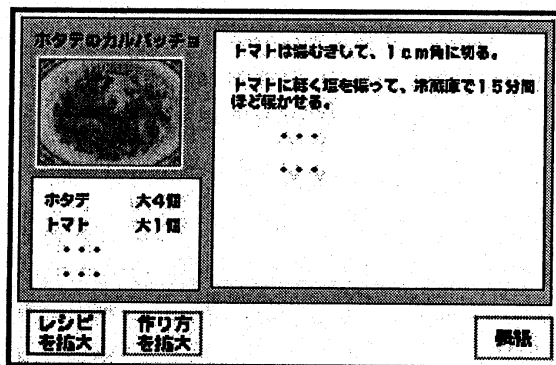 ホタテのカルパッチョ
トマトは湯むきして、1cm角に切る。
トマトに軽く塩を振って、冷蔵庫で15分間
ほど寝かせる。
・・・
・・・
ホタテ 大4個
トマト 大1個
・・・
・・・
レシピ
を拡大
作り方
を拡大
表紙